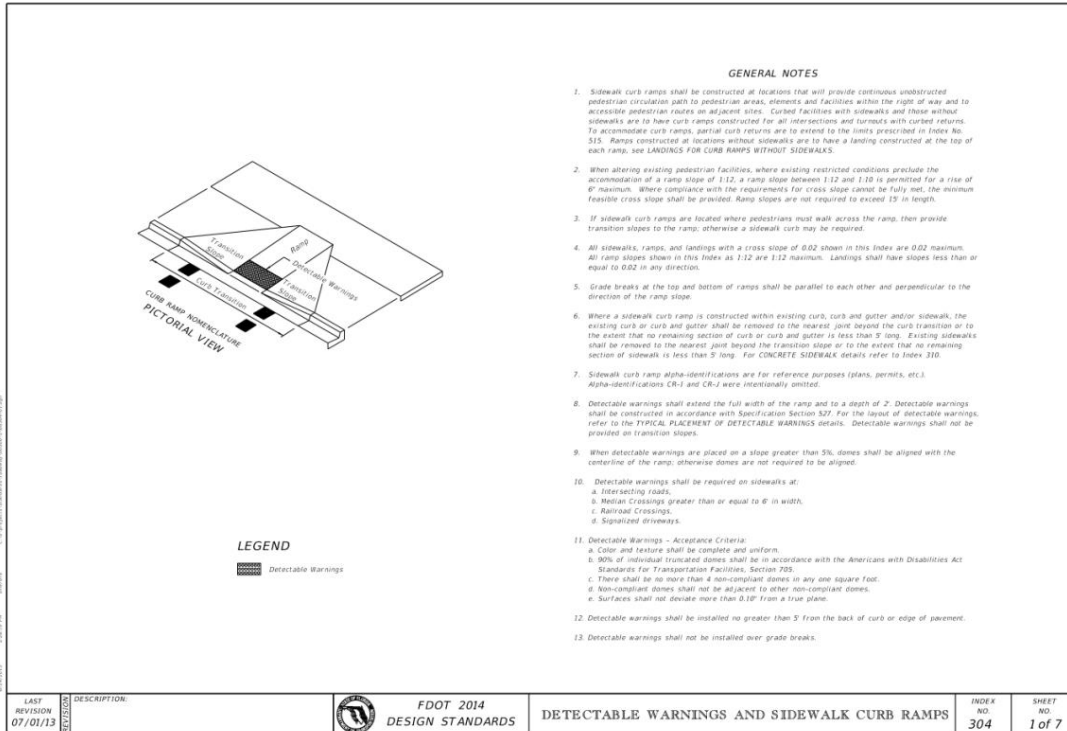 GENERAL NOTES
1. Sidewalk curb ramps shall be constructed at locations that will provide continuous unobstructed
pedestrian circulation path to pedestrian areas, elements and facilities within the right of way and to
accessible pedestrian routes on adjacent sites. Curbed facilities with sidewalks and those without
sidewalks are to have curb ramps constructed for all intersections and turnouts with curbed returns.
To accommodate curb ramps, partial curb returns are to extend to the limits prescribed in Index No.
515. Ramps constructed at locations without sidewalks are to have a landing constructed at the top of
each ramp, see LANDINGS FOR CURB RAMPS WITHOUT SIDEWALKS.
2. When altering existing pedestrian facilities, where existing restricted conditions preclude the
accommodation of a ramp slope of 1:12, a ramp slope between 1:12 and 1:10 is permitted for a rise of
6" maximum. Where compliance with the requirements for cross slope cannot be fully met, the minimum
feasible cross slope shall be provided. Ramp slopes are not required to exceed 15' in length.
3. If sidewalk curb ramps are located where pedestrians must walk across the ramp, then provide
transition slopes to the ramp; otherwise a sidewalk curb may be required.
4. All sidewalks, ramps, and landings with a cross slope of 0.02 shown in this Index are 0.02 maximum.
All ramp slopes shown in this Index as 1:12 are 1:12 maximum. Landings shall have slopes less than or
equal to 0.02 in any direction.
5. Grade breaks at the top and bottom of ramps shall be parallel to each other and perpendicular to the
direction of the ramp slope.
6. Where a sidewalk curb ramp is constructed within existing curb, curb and gutter and/or sidewalk, the
existing curb or curb and gutter shall be removed to the nearest joint beyond the curb transition or to
the extent that no remaining section of curb or curb and gutter is less than 5' long. Existing sidewalks
shall be removed to the nearest joint beyond the transition slope or to the extent that no remaining
section of sidewalk is less than 5' long. For CONCRETE SIDEWALK details refer to Index 310.
7. Sidewalk curb ramp alpha-identifications are for reference purposes (plans, permits, etc.).
Alpha-identifications CR-I and CR-J were intentionally omitted.
8. Detectable warnings shall extend the full width of the ramp and to a depth of 2'. Detectable warnings
shall be constructed in accordance with Specification Section 527. For the layout of detectable warnings,
refer to the TYPICAL PLACEMENT OF DETECTABLE WARNINGS details. Detectable warnings shall not be
provided on transition slopes.
9. When detectable warnings are placed on a slope greater than 5%, domes shall be aligned with the
centerline of the ramp; otherwise domes are not required to be aligned.
10. Detectable warnings shall be required on sidewalks at:
a. Intersecting roads,
b. Median Crossings greater than or equal to 6' in width,
c. Railroad Crossings,
d. Signalized driveways.
11. Detectable Warnings – Acceptance Criteria:
a. Color and texture shall be complete and uniform.
b. 90% of individual truncated domes shall be in accordance with the Americans with Disabilities Act
Standards for Transportation Facilities, Section 705.
c. There shall be no more than 4 non-compliant domes in any one square foot.
d. Non-compliant domes shall not be adjacent to other non-compliant domes.
e. Surfaces shall not deviate more than 0.10" from a true plane.
12. Detectable warnings shall be installed no greater than 5' from the back of curb or edge of pavement.
13. Detectable warnings shall not be installed over grade breaks.
Transition
Slope
Ramp
Detectable Warnings
Transition
Slope
Curb Transition
CURB RAMP NOMENCLATURE
PICTORIAL VIEW
LEGEND
Detectable Warnings
LAST
REVISION
07/01/13
REVISION
DESCRIPTION:
FDOT 2014
DESIGN STANDARDS
DETECTABLE WARNINGS AND SIDEWALK CURB RAMPS
INDEX
NO.
304
SHEET
NO.
1 of 7